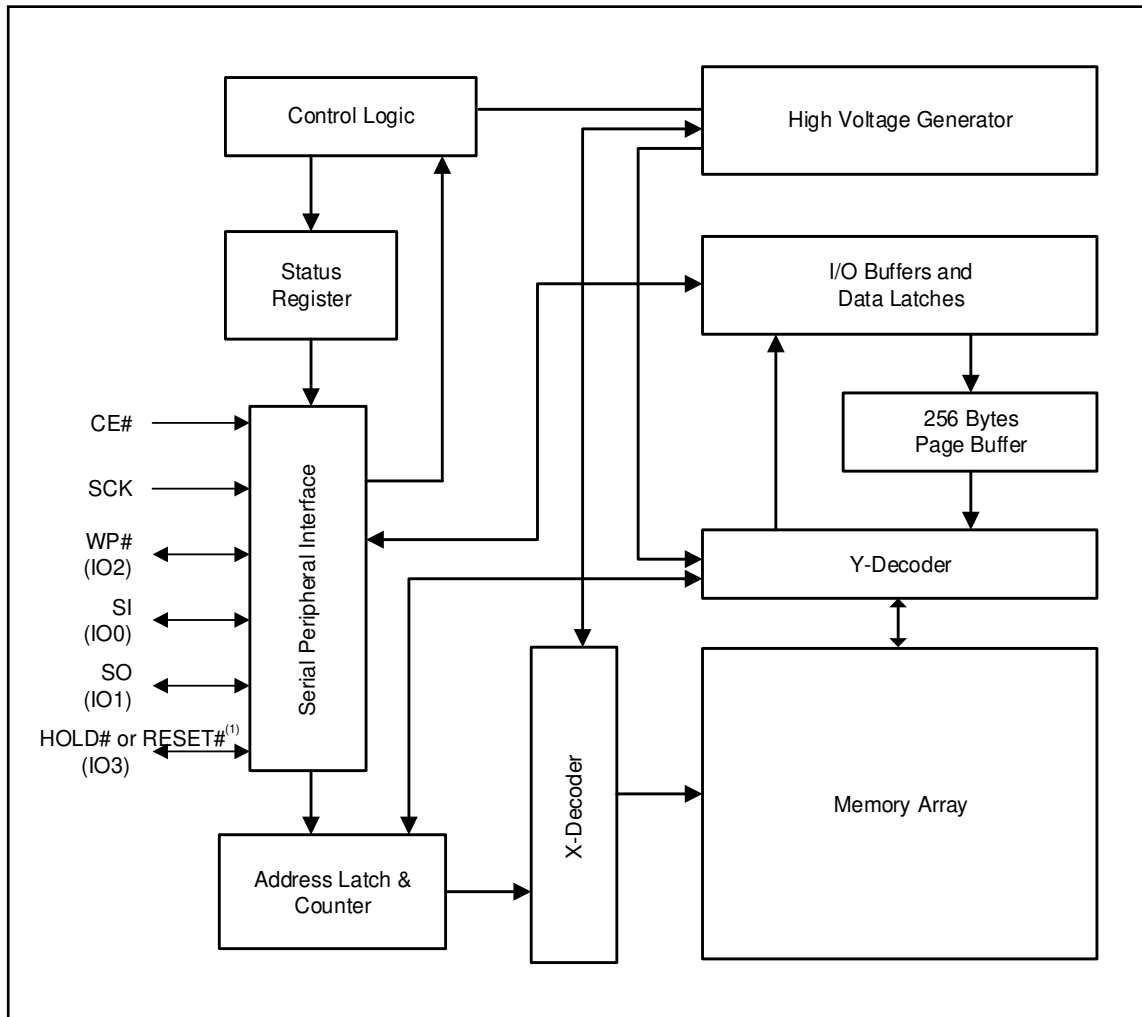 Control Logic
High Voltage Generator
Status
Register
I/O Buffers and
Data Latches
256 Bytes
Page Buffer
CE#
SCK
WP#
(IO2)
SI
(IO0)
SO
(IO1)
HOLD# or RESET#(1)
(IO3)
Serial Peripheral Interface
Y-Decoder
X-Decoder
Memory Array
Address Latch &
Counter